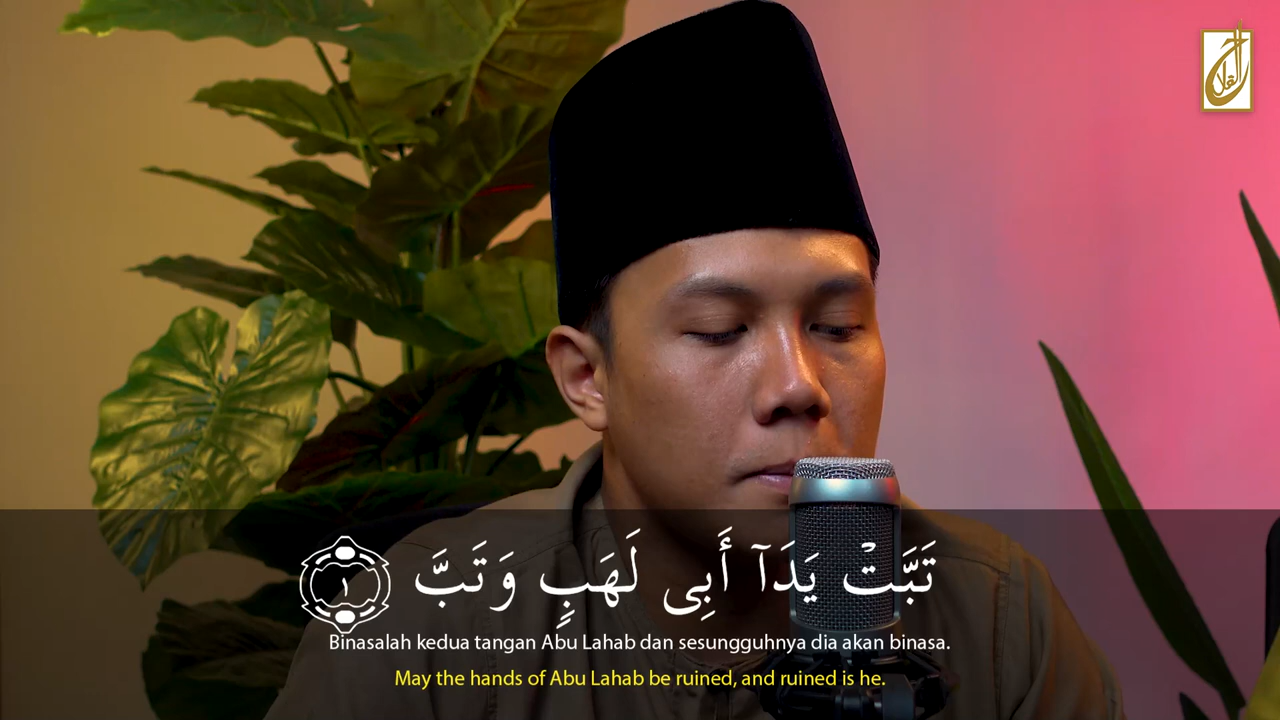 العلاج
تَبَّتْ يَدَآ أَبِى لَهَبٍ وَتَبَّ ١
Binasalah kedua tangan Abu Lahab dan sesungguhnya dia akan binasa.
May the hands of Abu Lahab be ruined, and ruined is he.